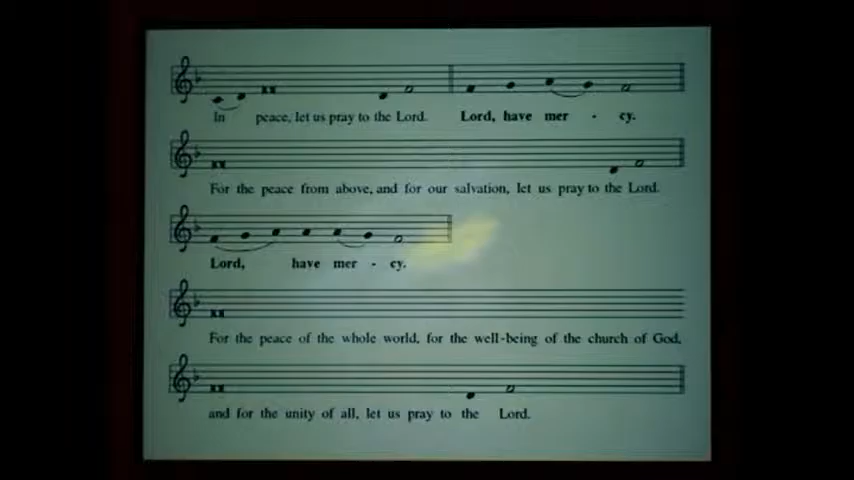 In peace, let us pray to the Lord. Lord, have mer - cy.
For the peace from above, and for our salvation, let us pray to the Lord.
Lord, have mer - cy.
For the peace of the whole world, for the well-being of the church of God,
and for the unity of all, let us pray to the Lord.